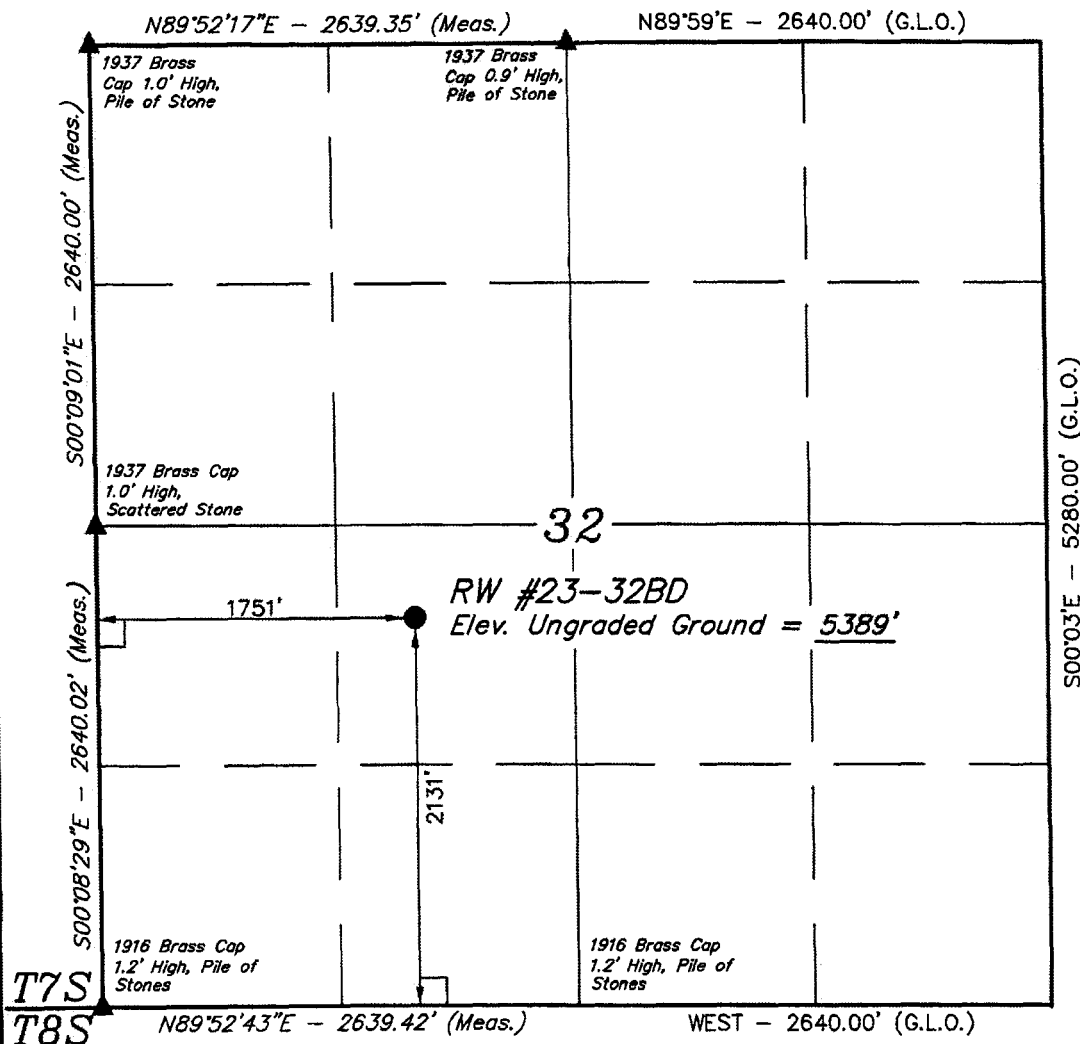 N89°52'17"E - 2639.35' (Meas.)
N89°59'E - 2640.00' (G.L.O.)
1937 Brass
Cap 1.0' High,
Pile of Stone
1937 Brass
Cap 0.9' High,
Pile of Stone
S00°09'01"E - 2640.00' (Meas.)
1937 Brass Cap
1.0' High,
Scattered Stone
32
S00°03'E - 5280.00' (G.L.O.)
RW #23-32BD
Elev. Ungraded Ground = 5389'
1751'
S00°08'29"E - 2640.02' (Meas.)
2131'
1916 Brass Cap
1.2' High, Pile of
Stones
1916 Brass Cap
1.2' High, Pile of
Stones
T7S
T8S
N89°52'43"E - 2639.42' (Meas.)
WEST - 2640.00' (G.L.O.)